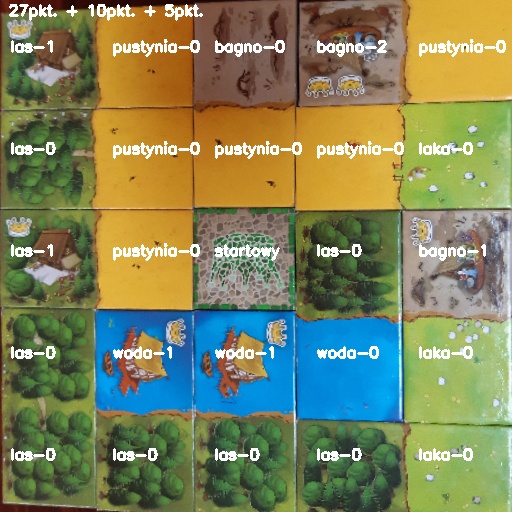 27pkt. + 10pkt. + 5pkt.
las-1 pustynia-0 bagno-0 bagno-2 pustynia-0
las-0 pustynia-0 pustynia-0 pustynia-0 laka-0
las-1 pustynia-0 startowy las-0 bagno-1
las-0 woda-1 woda-1 woda-0 laka-0
las-0 las-0 las-0 las-0 laka-0